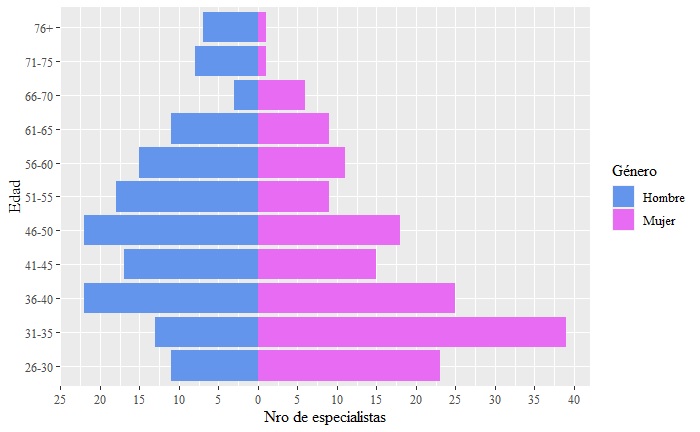 76+
71-75
66-70
61-65
56-60
51-55
46-50
41-45
36-40
31-35
26-30
Edad
25 20 15 10 5 0 5 10 15 20 25 30 35 40
Nro de especialistas
Género
Hombre
Mujer